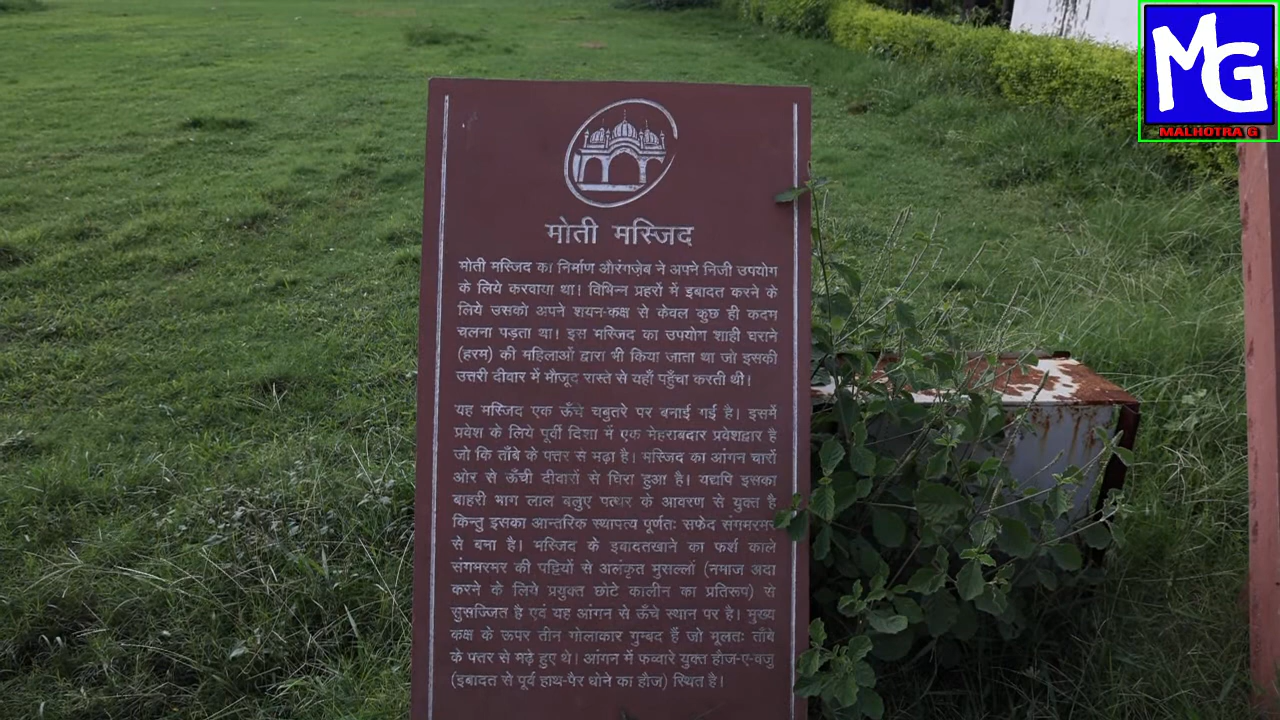 MG
MALHOTRA G
मोती मस्जिद
मोती मस्जिद का निर्माण औरंगज़ेब ने अपने निजी उपयोग
के लिये करवाया था। विभिन्न प्रहरों में इबादत करने के
लिये उसको अपने शयन-कक्ष से केवल कुछ ही कदम
चलना पड़ता था। इस मस्जिद का उपयोग शाही घराने
(हरम) की महिलाओं द्वारा भी किया जाता था जो इसकी
उत्तरी दीवार में मौजूद रास्ते से यहाँ पहुँचा करती थी।
यह मस्जिद एक ऊँचे चबुतरे पर बनाई गई है। इसमें
प्रवेश के लिये पूर्वी दिशा में एक मेहराबदार प्रवेशद्वार है
जो कि ताँबे के पत्तर से मढ़ा है। मस्जिद का आंगन चारों
ओर से ऊँची दीवारों से घिरा हुआ है। यद्यपि इसका
बाहरी भाग लाल बलुए पत्थर के आवरण से युक्त है
किन्तु इसका आन्तरिक स्थापत्य पूर्णतः सफेद संगमरमर
से बना है। मस्जिद के इबादतखाने का फर्श काले
संगमरमर की पट्टियों से अलंकृत मुसल्लों (नमाज अदा
करने के लिये प्रयुक्त छोटे कालीन का प्रतिरूप) से
सुसज्जित है एवं यह आंगन से ऊँचे स्थान पर है। मुख्य
कक्ष के ऊपर तीन गोलाकार गुम्बद हैं जो मूलतः ताँबे
के पतर से मढ़े हुए थे। आंगन में फव्वारे युक्त हौज-ए-वजु
(इबादत से पूर्व हाथ-पैर धोने का हौज) स्थित है।